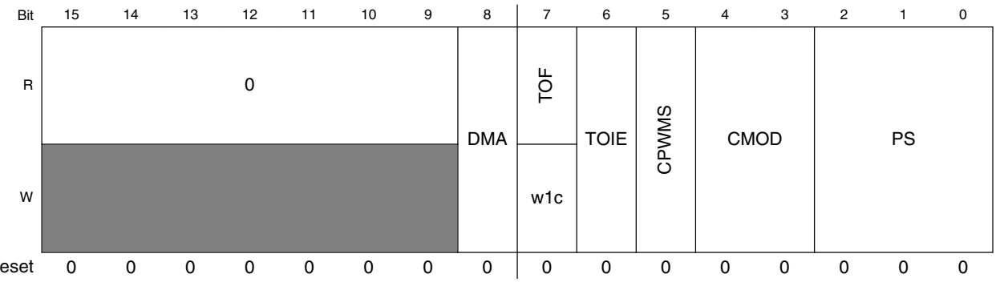 Bit 15 14 13 12 11 10 9 8 7 6 5 4 3 2 1 0
R 0 TOF
DMA TOIE CPWMS CMOD PS
W w1c
eset 0 0 0 0 0 0 0 0 0 0 0 0 0 0 0 0